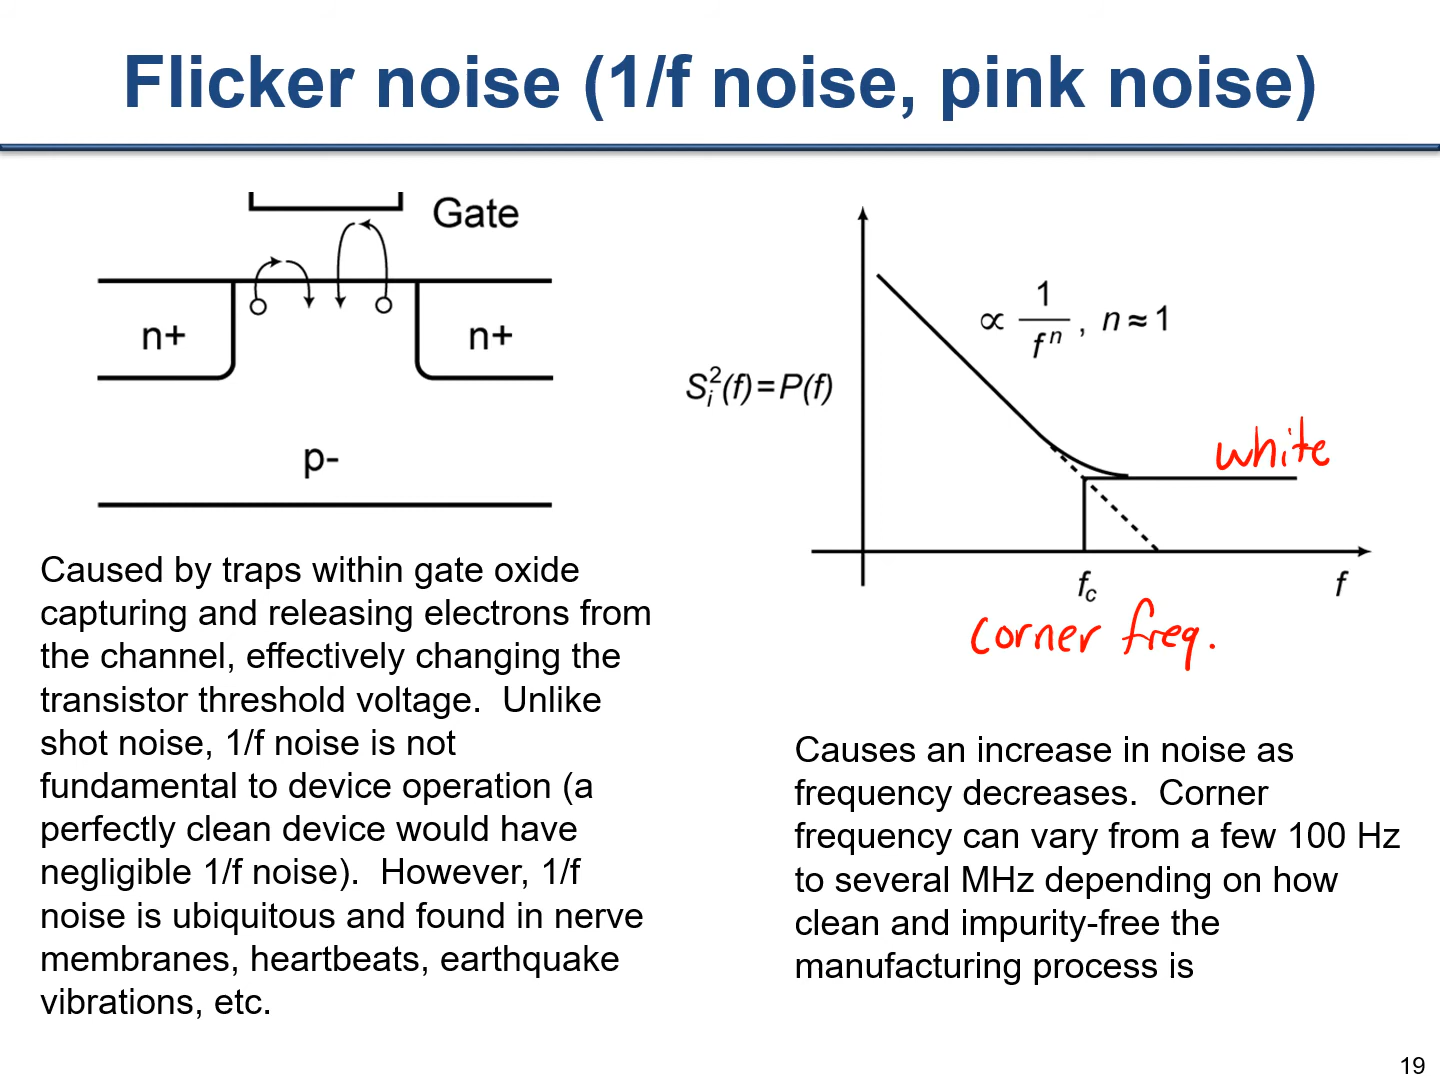 Flicker noise (1/f noise, pink noise)
Gate
n+
n+
p-
Caused by traps within gate oxide
capturing and releasing electrons from
the channel, effectively changing the
transistor threshold voltage.  Unlike
shot noise, 1/f noise is not
fundamental to device operation (a
perfectly clean device would have
negligible 1/f noise).  However, 1/f
noise is ubiquitous and found in nerve
membranes, heartbeats, earthquake
vibrations, etc.
∝ 1/fⁿ, n≈1
Sᵢ²(f)=P(f)
white
f_c
f
corner freq.
Causes an increase in noise as
frequency decreases.  Corner
frequency can vary from a few 100 Hz
to several MHz depending on how
clean and impurity-free the
manufacturing process is
19